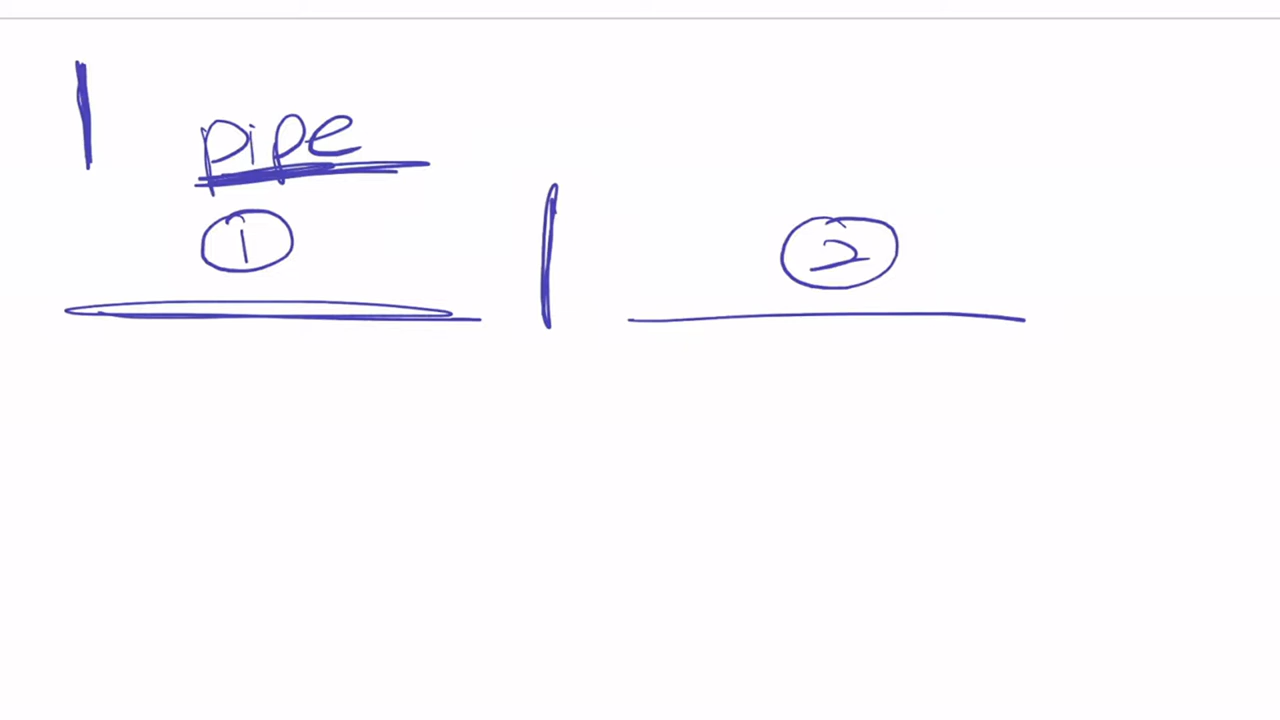 | pipe
① | ②